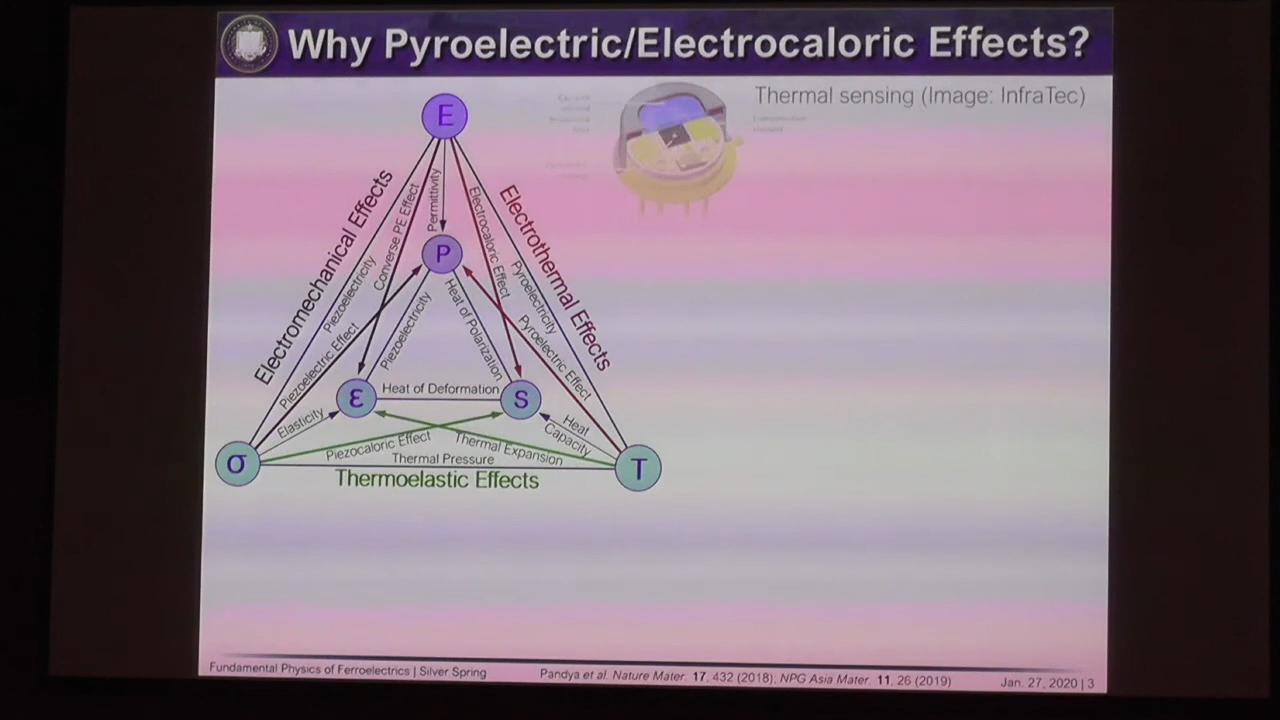 Why Pyroelectric/Electrocaloric Effects?
Thermal sensing (Image: InfraTec)
E
Electromechanical Effects
Piezoelectricity
Converse PE Effect
Permittivity
Electrocaloric Effect
Pyroelectricity
Electrothermal Effects
P
Piezoelectric Effect
Piezoelectricity
Heat of Polarization
Pyroelectric Effect
ε
Heat of Deformation
S
Elasticity
Piezocaloric Effect
Thermal Expansion
Heat
Capacity
σ
Thermal Pressure
T
Thermoelastic Effects
Fundamental Physics of Ferroelectrics | Silver Spring
Pandya et al. Nature Mater. 17, 432 (2018); NPG Asia Mater. 11, 26 (2019)
Jan. 27, 2020 | 3